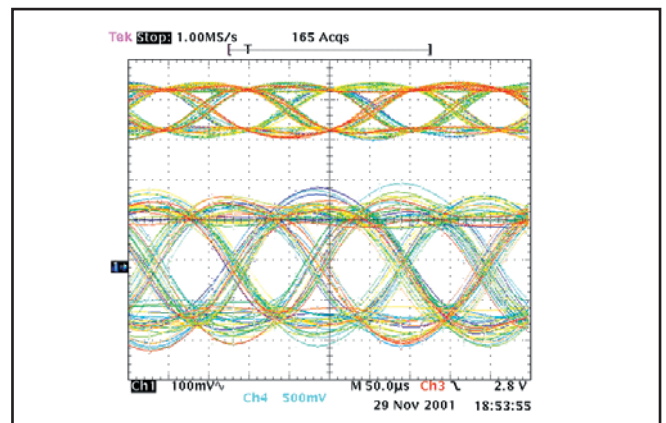 Tek Stop: 1.00MS/s 165 Acqs
[ T ]
1→
Ch1 100mV∿ M 50.0µs Ch3 ∖ 2.8 V
Ch4 500mV
29 Nov 2001 18:53:55